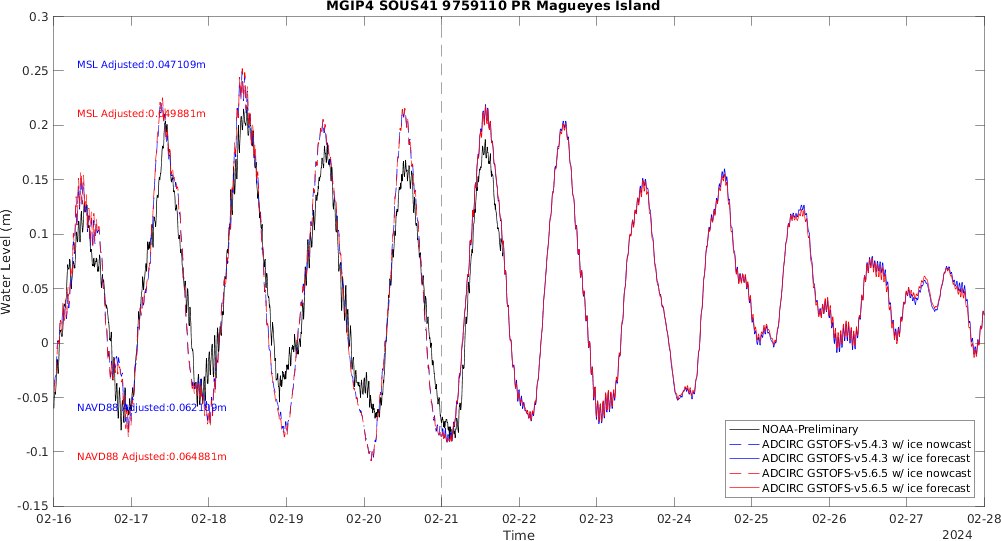 MGIP4 SOUS41 9759110 PR Magueyes Island
0.3
0.25
0.2
0.15
0.1
0.05
0
-0.05
-0.1
-0.15
Water Level (m)
MSL Adjusted:0.047109m
MSL Adjusted:0.049881m
NAVD88 Adjusted:0.062109m
NAVD88 Adjusted:0.064881m
NOAA-Preliminary
ADCIRC GSTOFS-v5.4.3 w/ ice nowcast
ADCIRC GSTOFS-v5.4.3 w/ ice forecast
ADCIRC GSTOFS-v5.6.5 w/ ice nowcast
ADCIRC GSTOFS-v5.6.5 w/ ice forecast
02-16 02-17 02-18 02-19 02-20 02-21 02-22 02-23 02-24 02-25 02-26 02-27 02-28
Time
2024